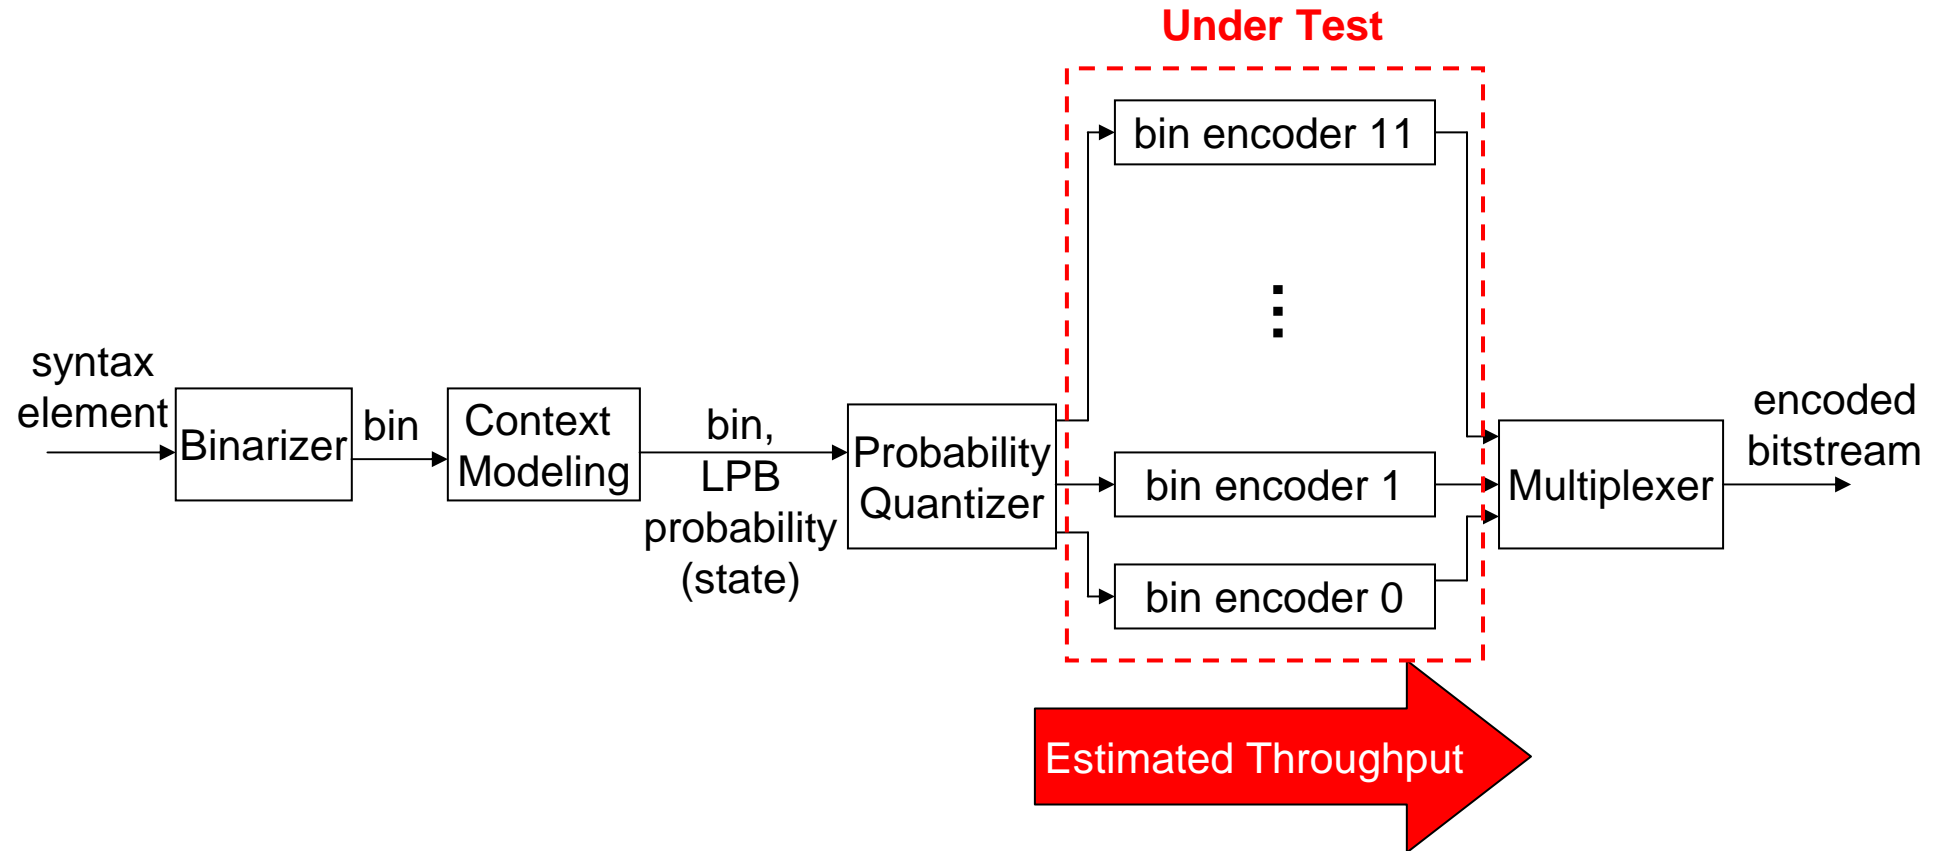 Under Test
bin encoder 11
syntax
element
Binarizer
bin
Context
Modeling
bin,
LPB
probability
(state)
Probability
Quantizer
bin encoder 1
bin encoder 0
Multiplexer
encoded
bitstream
Estimated Throughput